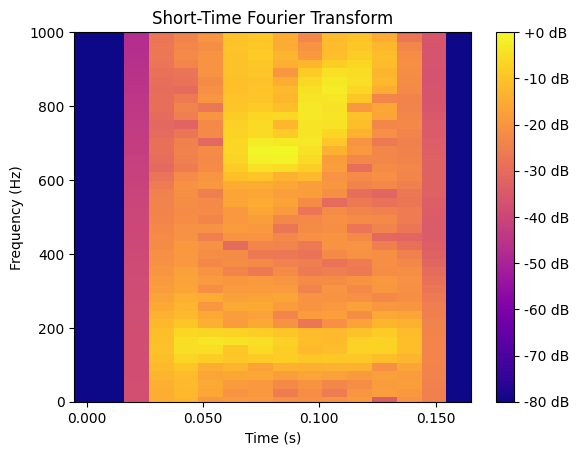 Short-Time Fourier Transform
1000
800
600
400
200
0
Frequency (Hz)
0.000
0.050
0.100
0.150
Time (s)
+0 dB
-10 dB
-20 dB
-30 dB
-40 dB
-50 dB
-60 dB
-70 dB
-80 dB